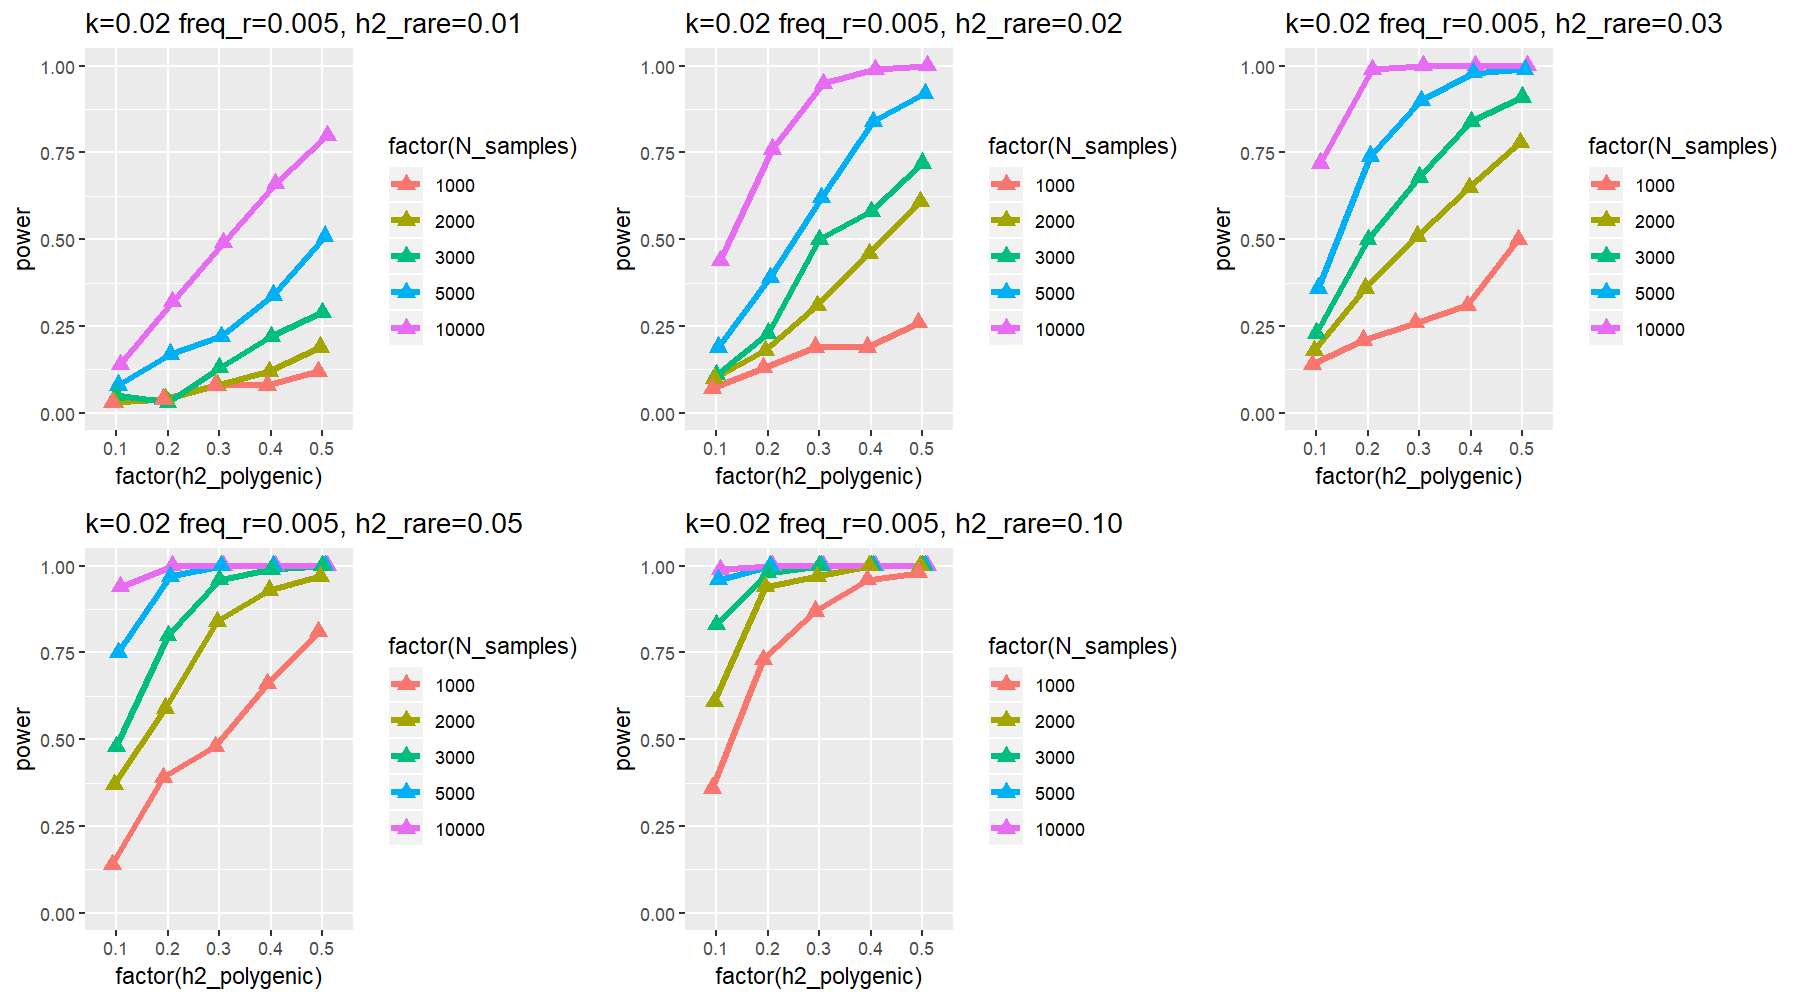 k=0.02 freq_r=0.005, h2_rare=0.01
1.00
0.75
0.50
0.25
0.00
power
0.1 0.2 0.3 0.4 0.5
factor(h2_polygenic)
factor(N_samples)
1000
2000
3000
5000
10000
k=0.02 freq_r=0.005, h2_rare=0.02
1.00
0.75
0.50
0.25
0.00
power
0.1 0.2 0.3 0.4 0.5
factor(h2_polygenic)
factor(N_samples)
1000
2000
3000
5000
10000
k=0.02 freq_r=0.005, h2_rare=0.03
1.00
0.75
0.50
0.25
0.00
power
0.1 0.2 0.3 0.4 0.5
factor(h2_polygenic)
factor(N_samples)
1000
2000
3000
5000
10000
k=0.02 freq_r=0.005, h2_rare=0.05
1.00
0.75
0.50
0.25
0.00
power
0.1 0.2 0.3 0.4 0.5
factor(h2_polygenic)
factor(N_samples)
1000
2000
3000
5000
10000
k=0.02 freq_r=0.005, h2_rare=0.10
1.00
0.75
0.50
0.25
0.00
power
0.1 0.2 0.3 0.4 0.5
factor(h2_polygenic)
factor(N_samples)
1000
2000
3000
5000
10000